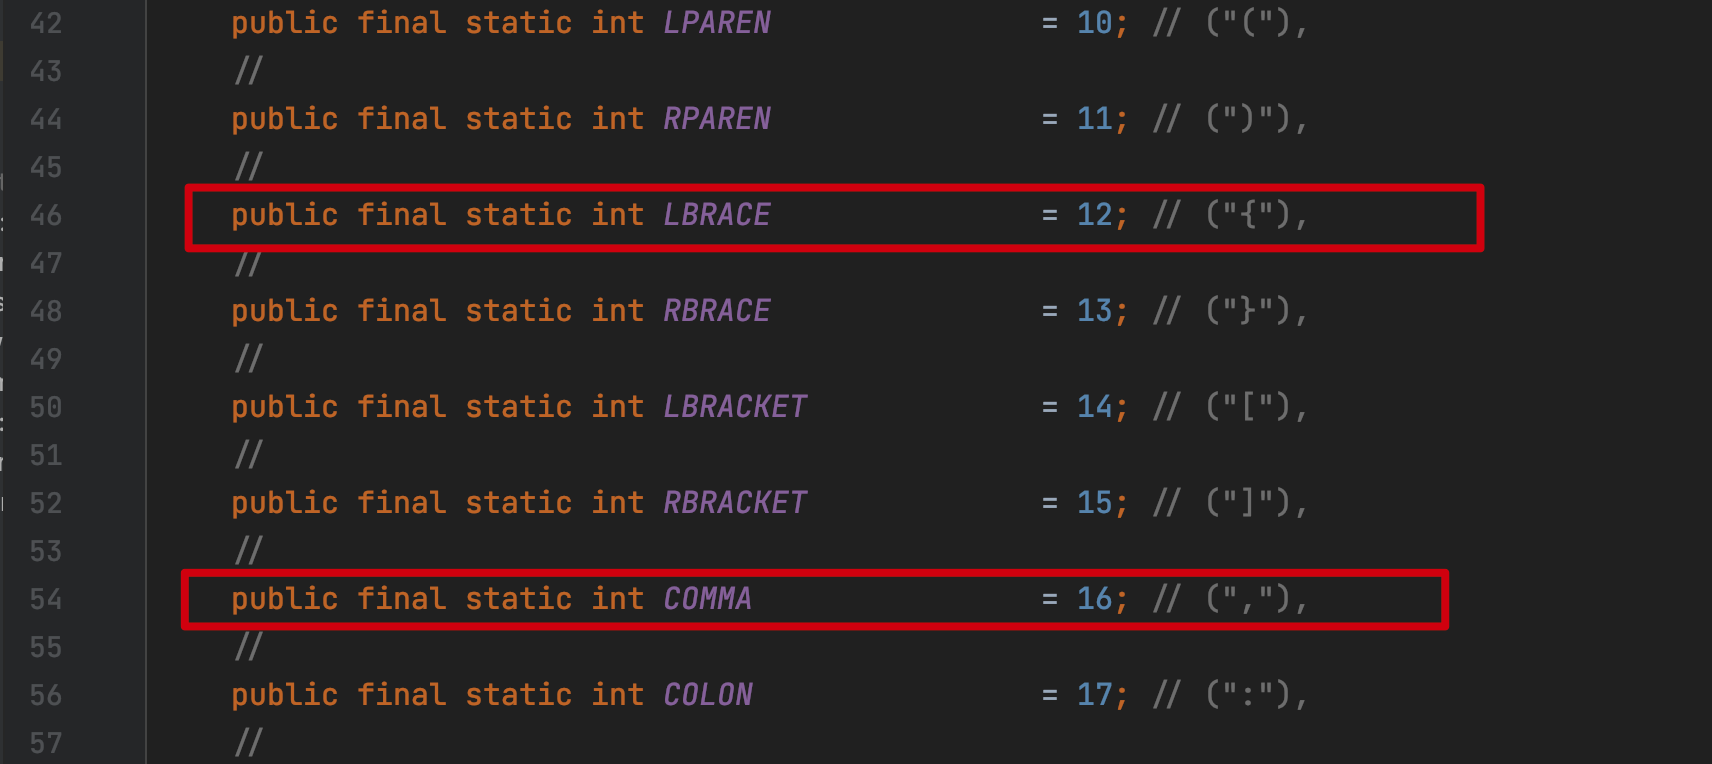 42 public final static int LPAREN = 10; // ("("),
43 //
44 public final static int RPAREN = 11; // (")"),
45 //
46 public final static int LBRACE = 12; // ("{"),
47 //
48 public final static int RBRACE = 13; // ("}"),
49 //
50 public final static int LBRACKET = 14; // ("["),
51 //
52 public final static int RBRACKET = 15; // ("]"),
53 //
54 public final static int COMMA = 16; // (","),
55 //
56 public final static int COLON = 17; // (":"),
57 //